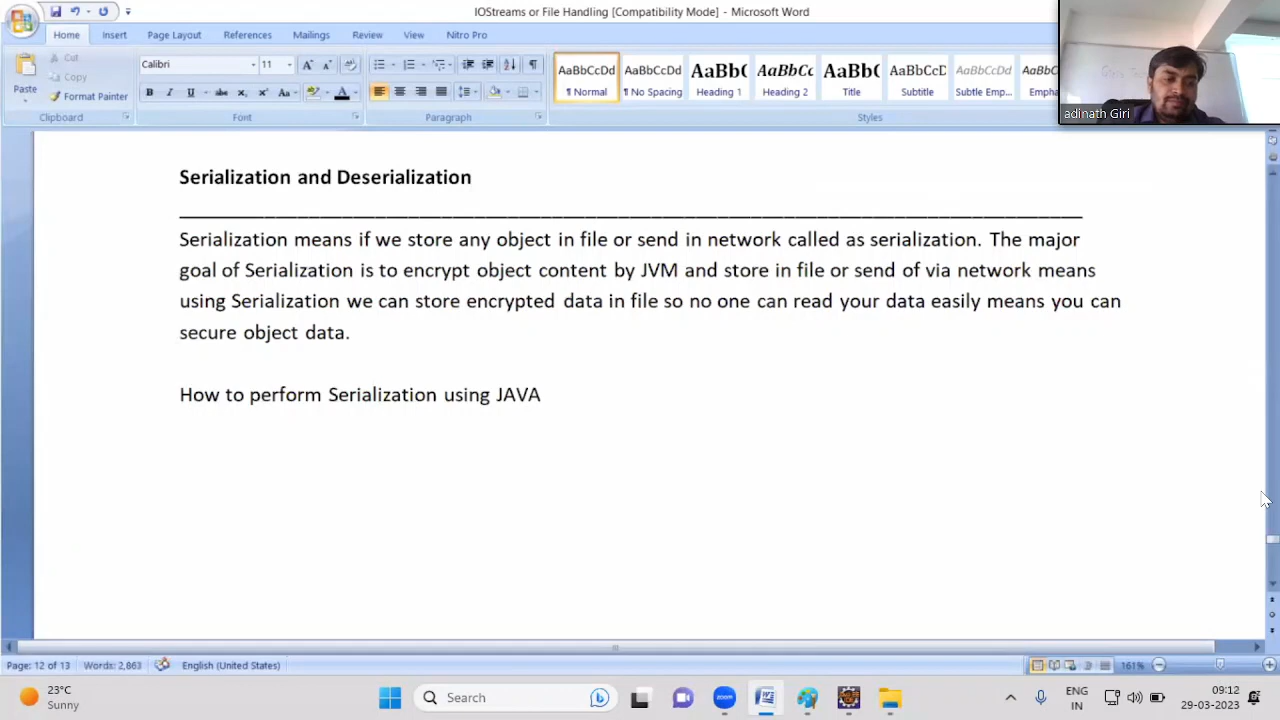 IOStreams or File Handling [Compatibility Mode] - Microsoft Word
Home Insert Page Layout References Mailings Review View Nitro Pro
Paste Cut Copy Format Painter
Calibri 11
AaBbCcDd AaBbCcDd AaBb( AaBbCc AaBb( AaBbCcD AaBbCcDd AaBbC
¶ Normal ¶ No Spacing Heading 1 Heading 2 Title Subtitle Subtle Emp... Empha
Clipboard Font Paragraph Styles
adinath Giri
Serialization and Deserialization
Serialization means if we store any object in file or send in network called as serialization. The major
goal of Serialization is to encrypt object content by JVM and store in file or send of via network means
using Serialization we can store encrypted data in file so no one can read your data easily means you can
secure object data.
How to perform Serialization using JAVA
Page: 12 of 13 Words: 2,863 English (United States) 161%
23°C
Sunny
Search
zoom
ENG
IN
09:12
29-03-2023